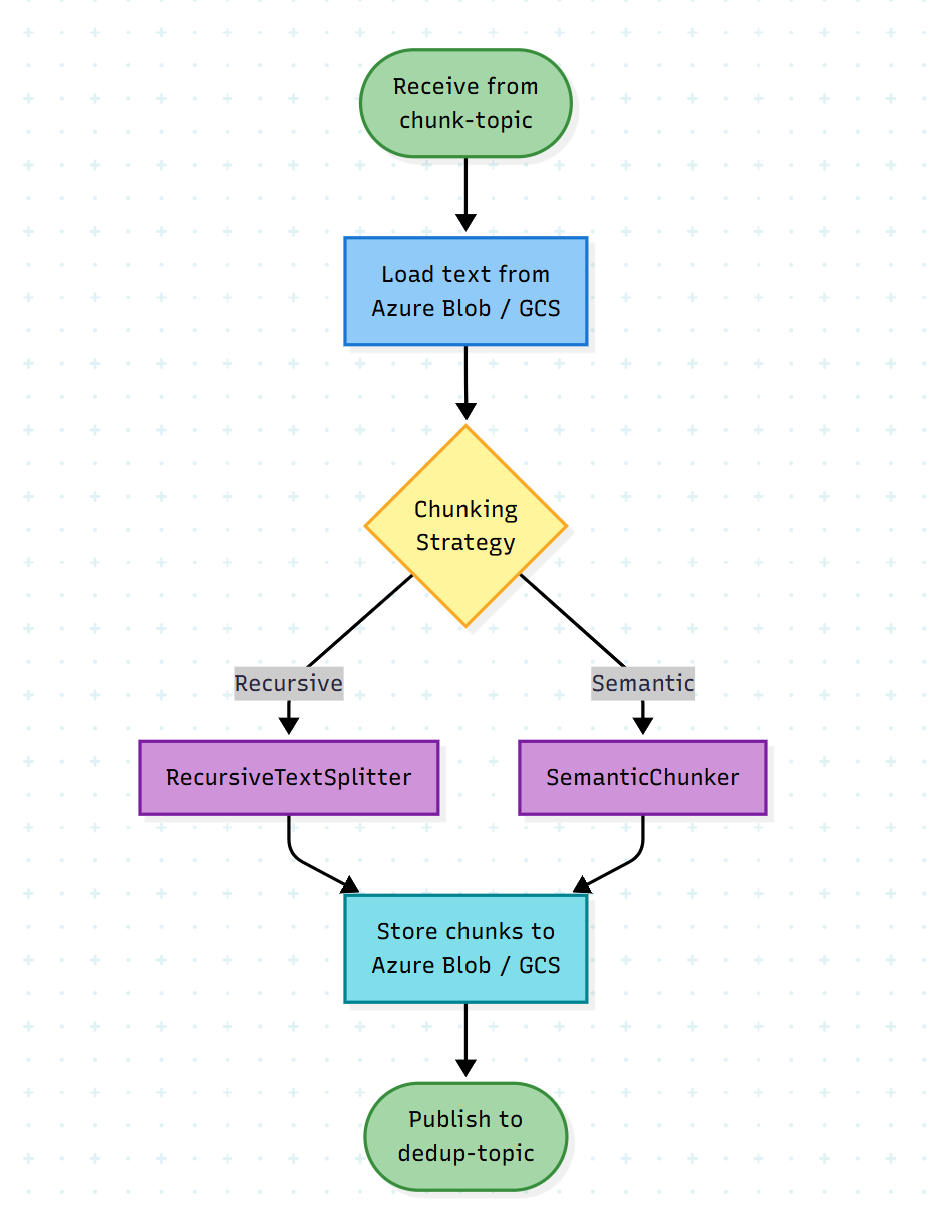 Receive from
chunk-topic
Load text from
Azure Blob / GCS
Chunking
Strategy
Recursive
Semantic
RecursiveTextSplitter
SemanticChunker
Store chunks to
Azure Blob / GCS
Publish to
dedup-topic